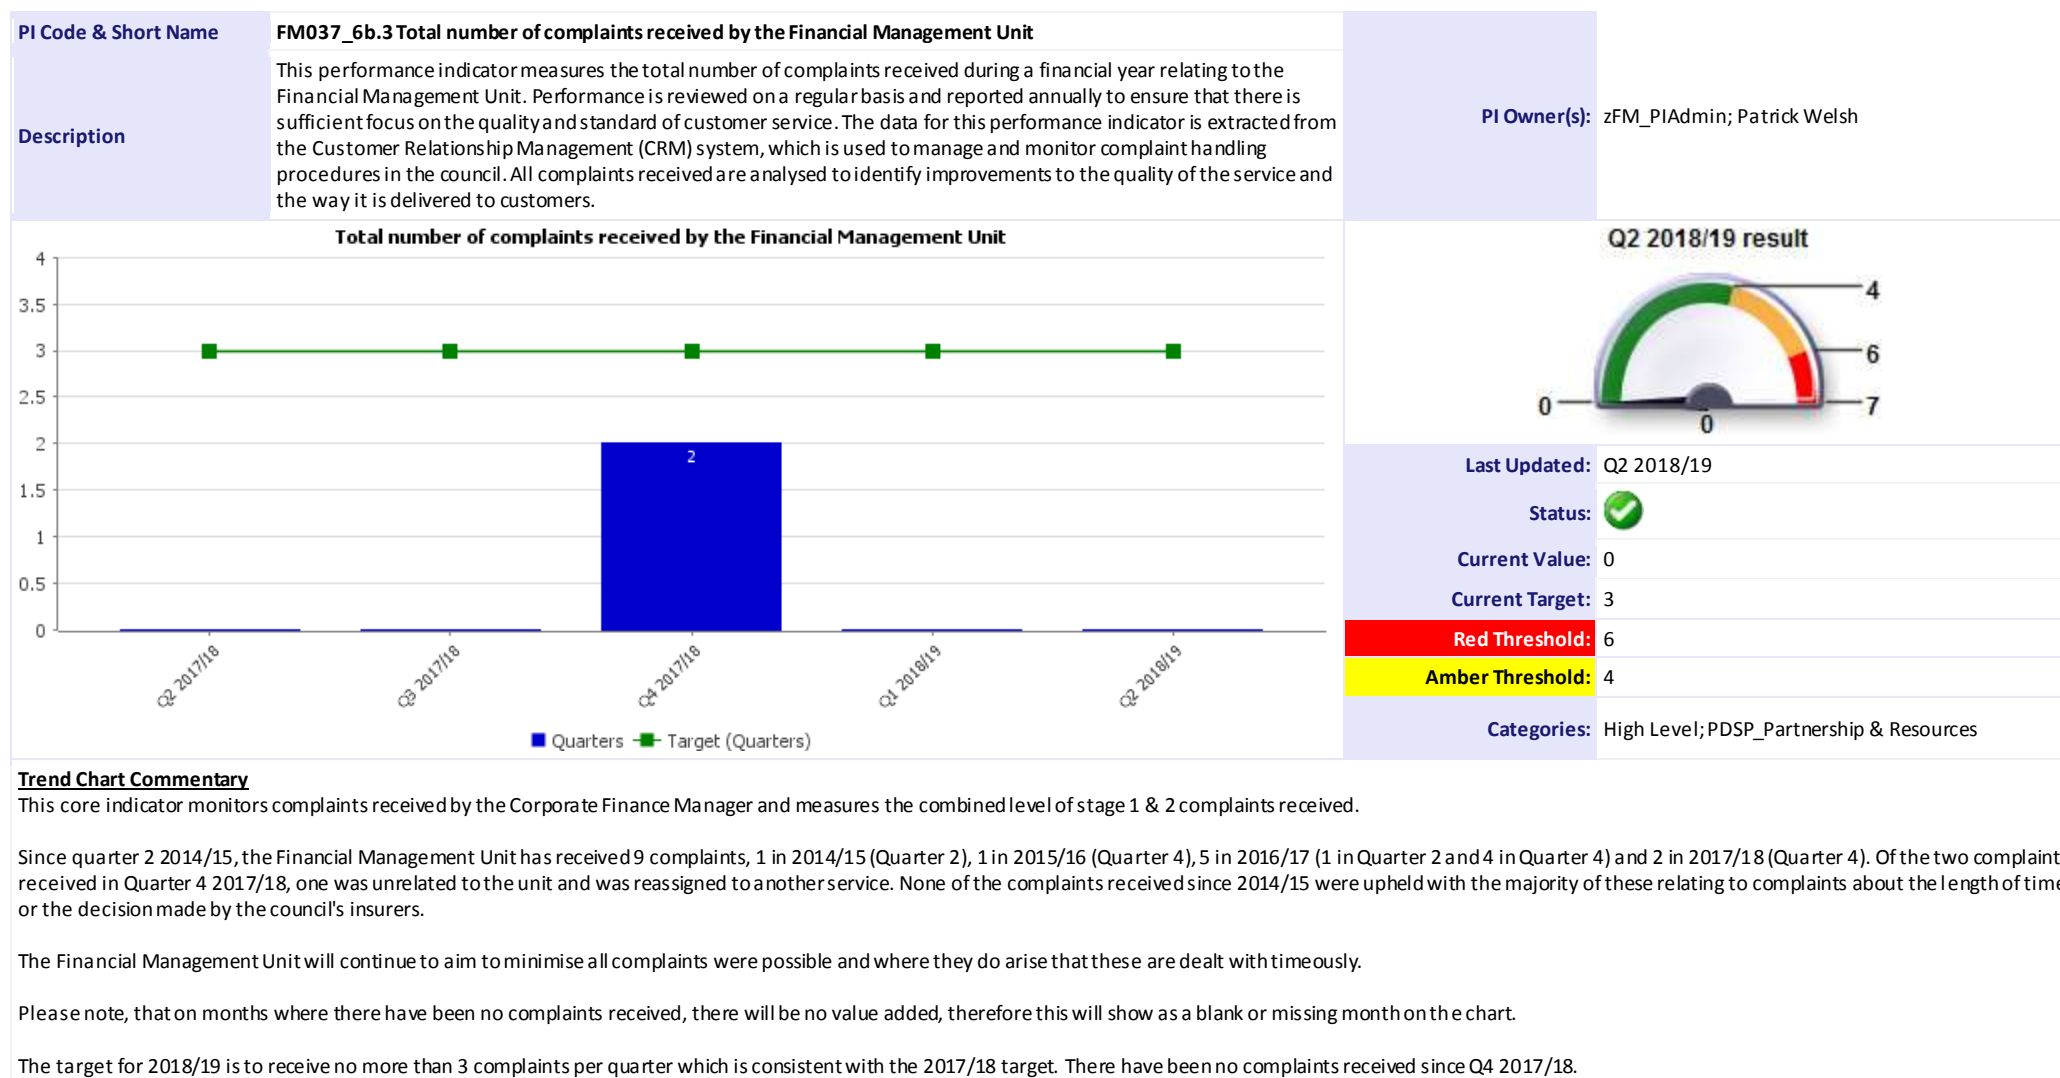 PI Code & Short Name
FM037_6b.3 Total number of complaints received by the Financial Management Unit
Description
This performance indicator measures the total number of complaints received during a financial year relating to the
Financial Management Unit. Performance is reviewed on a regular basis and reported annually to ensure that there is
sufficient focus on the quality and standard of customer service. The data for this performance indicator is extracted from
the Customer Relationship Management (CRM) system, which is used to manage and monitor complaint handling
procedures in the council. All complaints received are analysed to identify improvements to the quality of the service and
the way it is delivered to customers.
PI Owner(s): zFM_PIAdmin; Patrick Welsh
Total number of complaints received by the Financial Management Unit
4
3.5
3
2.5
2
1.5
1
0.5
0
2
Q2 2017/18
Q3 2017/18
Q4 2017/18
Q1 2018/19
Q2 2018/19
Quarters Target (Quarters)
Q2 2018/19 result
4
6
0
7
0
Last Updated: Q2 2018/19
Status:
Current Value: 0
Current Target: 3
Red Threshold: 6
Amber Threshold: 4
Categories: High Level; PDSP_Partnership & Resources
Trend Chart Commentary
This core indicator monitors complaints received by the Corporate Finance Manager and measures the combined level of stage 1 & 2 complaints received.
Since quarter 2 2014/15, the Financial Management Unit has received 9 complaints, 1 in 2014/15 (Quarter 2), 1 in 2015/16 (Quarter 4), 5 in 2016/17 (1 in Quarter 2 and 4 in Quarter 4) and 2 in 2017/18 (Quarter 4). Of the two complaint
received in Quarter 4 2017/18, one was unrelated to the unit and was reassigned to another service. None of the complaints received since 2014/15 were upheld with the majority of these relating to complaints about the length of time
or the decision made by the council's insurers.
The Financial Management Unit will continue to aim to minimise all complaints were possible and where they do arise that these are dealt with timeously.
Please note, that on months where there have been no complaints received, there will be no value added, therefore this will show as a blank or missing month on the chart.
The target for 2018/19 is to receive no more than 3 complaints per quarter which is consistent with the 2017/18 target. There have been no complaints received since Q4 2017/18.